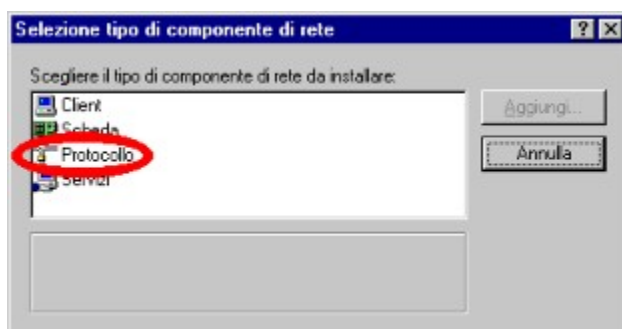 Selezione tipo di componente di rete
Scegliere il tipo di componente di rete da installare:
Client
Scheda
Protocollo
Servizi
Aggiungi...
Annulla